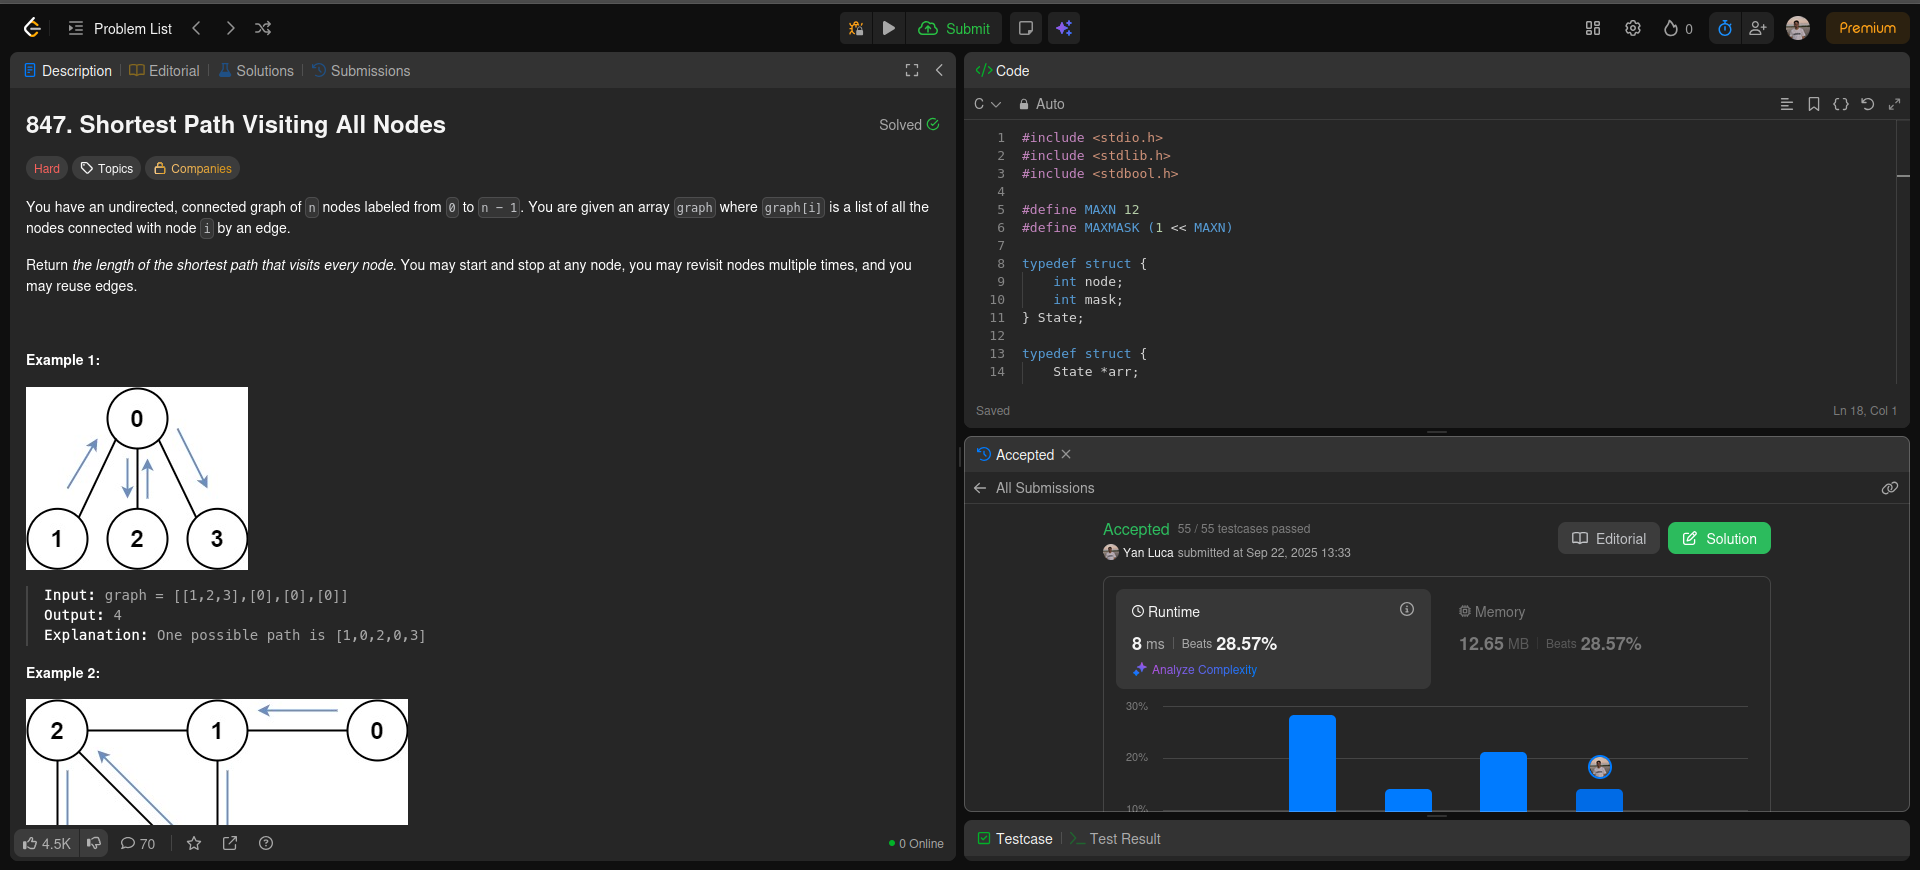 Problem List
Submit
0
Premium
Description
Editorial
Solutions
Submissions
847. Shortest Path Visiting All Nodes
Solved
Hard
Topics
Companies
You have an undirected, connected graph of n nodes labeled from 0 to n - 1. You are given an array graph where graph[i] is a list of all the
nodes connected with node i by an edge.
Return the length of the shortest path that visits every node. You may start and stop at any node, you may revisit nodes multiple times, and you
may reuse edges.
Example 1:
0
1 2 3
Input: graph = [[1,2,3],[0],[0],[0]]
Output: 4
Explanation: One possible path is [1,0,2,0,3]
Example 2:
2 1 0
4.5K
70
0 Online
</> Code
C
Auto
1 #include <stdio.h>
2 #include <stdlib.h>
3 #include <stdbool.h>
4
5 #define MAXN 12
6 #define MAXMASK (1 << MAXN)
7
8 typedef struct {
9 int node;
10 int mask;
11 } State;
12
13 typedef struct {
14 State *arr;
Saved
Ln 18, Col 1
Accepted
All Submissions
Accepted 55 / 55 testcases passed
Yan Luca submitted at Sep 22, 2025 13:33
Editorial
Solution
Runtime
8 ms Beats 28.57%
Analyze Complexity
Memory
12.65 MB Beats 28.57%
30%
20%
10%
Testcase
Test Result